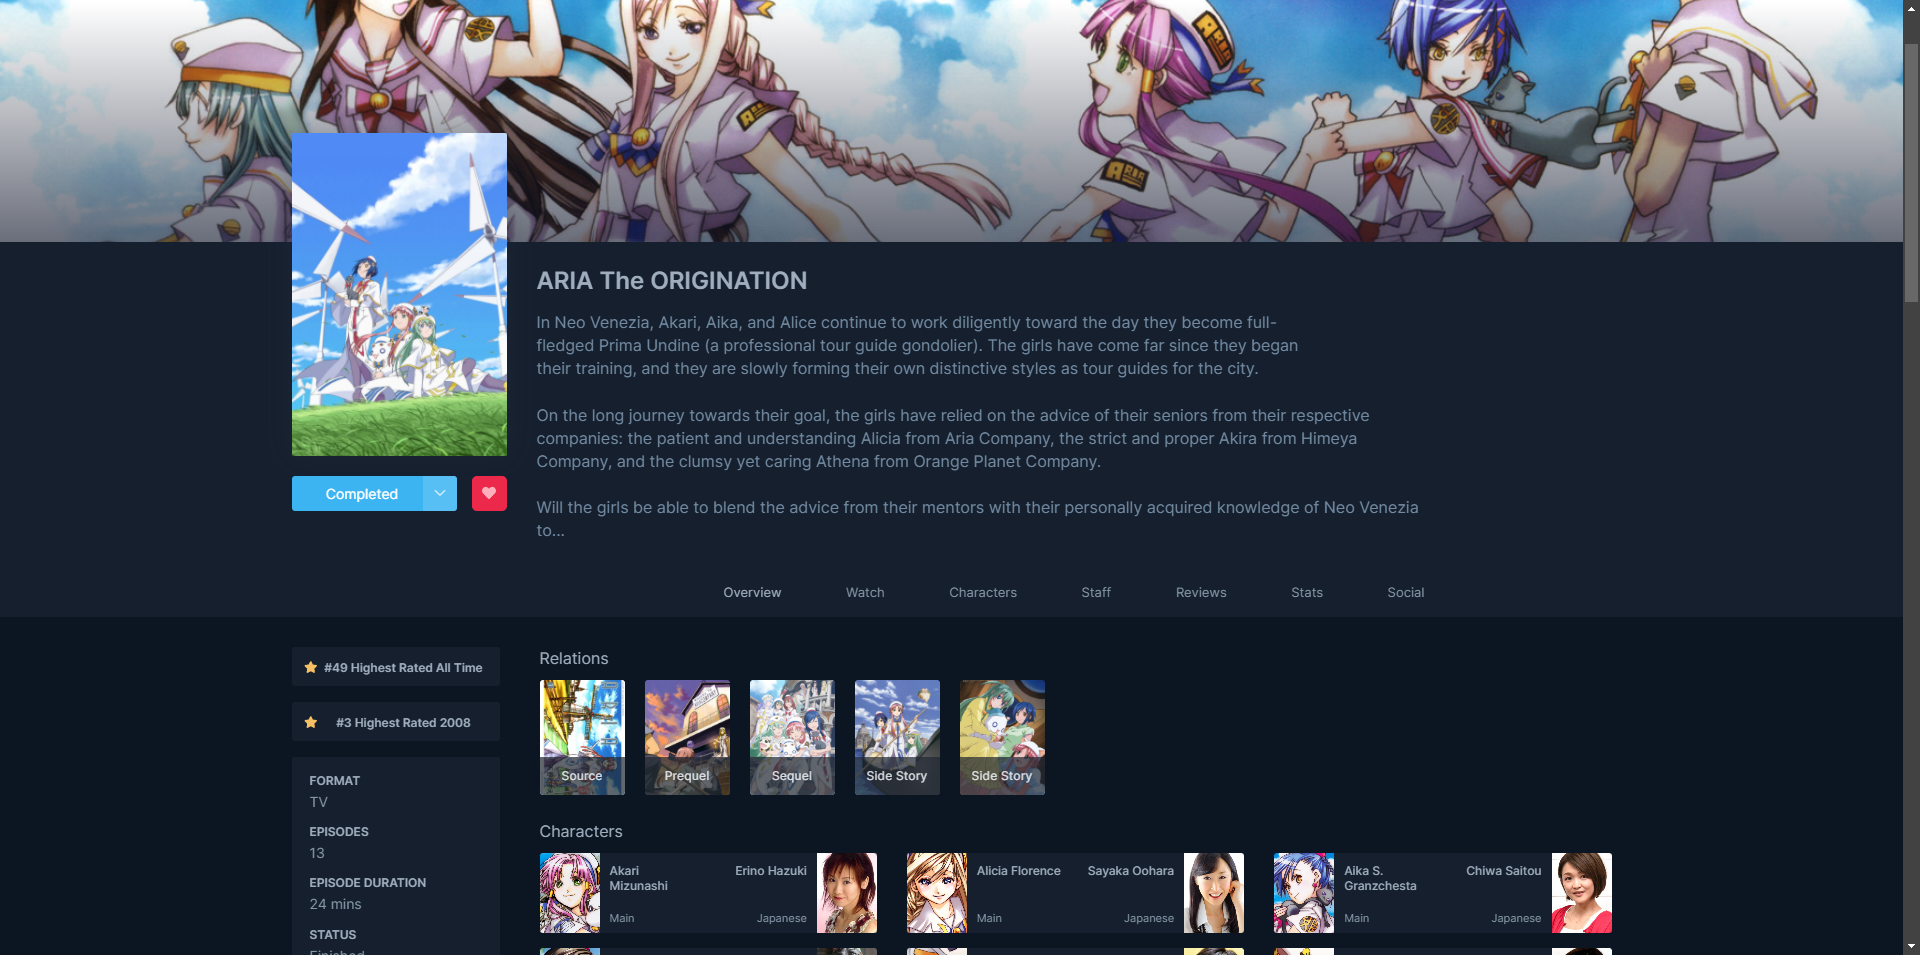 ARIA
ARIA The ORIGINATION
In Neo Venezia, Akari, Aika, and Alice continue to work diligently toward the day they become full-
fledged Prima Undine (a professional tour guide gondolier). The girls have come far since they began
their training, and they are slowly forming their own distinctive styles as tour guides for the city.
On the long journey towards their goal, the girls have relied on the advice of their seniors from their respective
companies: the patient and understanding Alicia from Aria Company, the strict and proper Akira from Himeya
Company, and the clumsy yet caring Athena from Orange Planet Company.
Will the girls be able to blend the advice from their mentors with their personally acquired knowledge of Neo Venezia
to...
Completed
Overview
Watch
Characters
Staff
Reviews
Stats
Social
#49 Highest Rated All Time
#3 Highest Rated 2008
FORMAT
TV
EPISODES
13
EPISODE DURATION
24 mins
STATUS
Finished
Relations
Source
Prequel
Sequel
Side Story
Side Story
Characters
Akari
Mizunashi
Main
Erino Hazuki
Japanese
Alicia Florence
Main
Sayaka Oohara
Japanese
Aika S.
Granzchesta
Main
Chiwa Saitou
Japanese